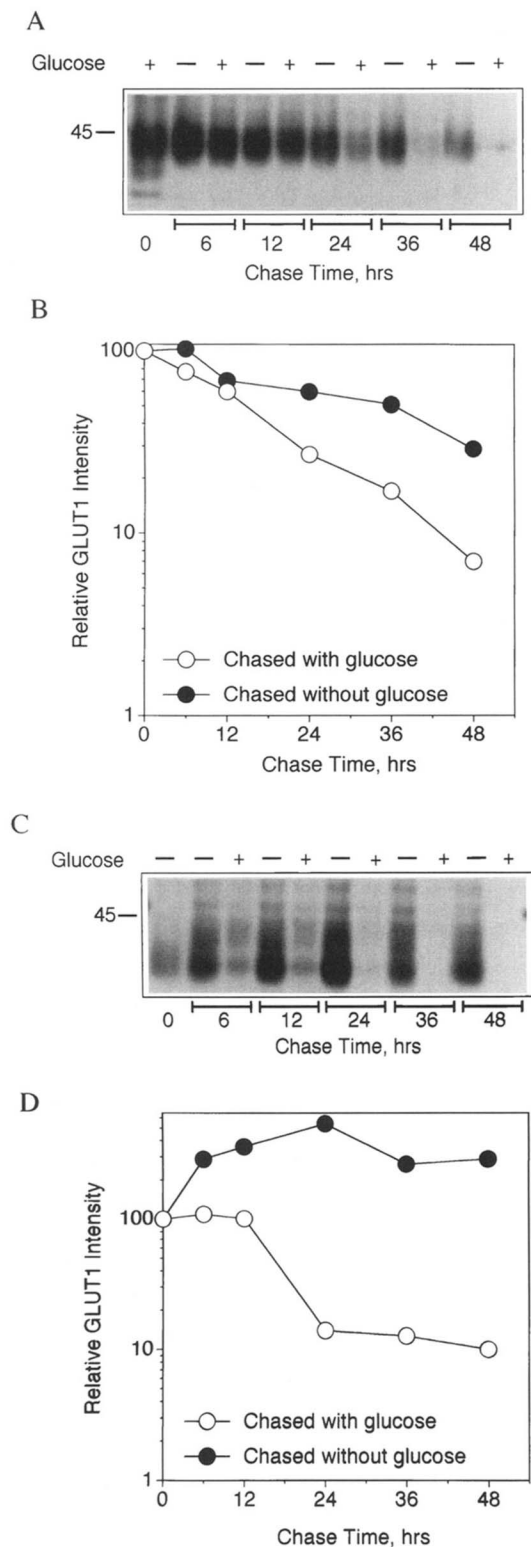 A
Glucose + — + — + — + — + — +
45
0 6 12 24 36 48
Chase Time, hrs
B
100
10
1
Relative GLUT1 Intensity
Chased with glucose
Chased without glucose
0 12 24 36 48
Chase Time, hrs
C
Glucose — — + — + — + — + — +
45
0 6 12 24 36 48
Chase Time, hrs
D
100
10
1
Relative GLUT1 Intensity
Chased with glucose
Chased without glucose
0 12 24 36 48
Chase Time, hrs